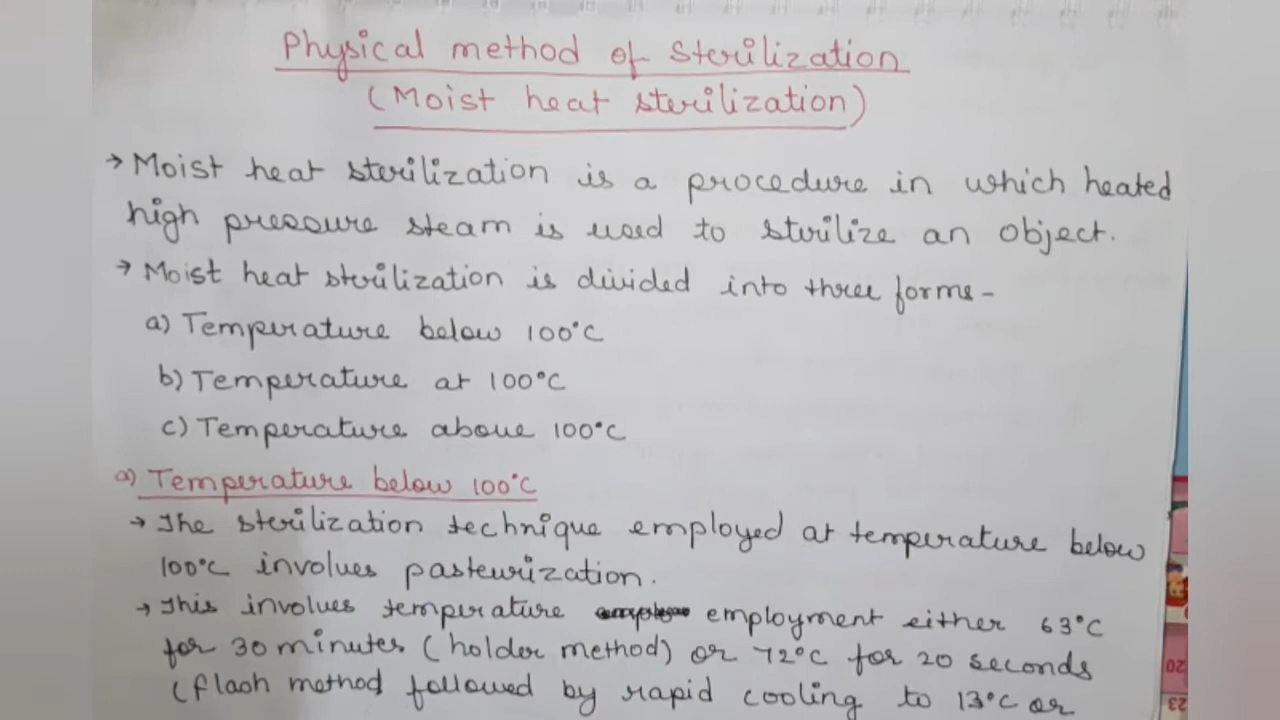 Physical method of Sterilization
(Moist heat sterilization)
→ Moist heat sterilization is a procedure in which heated
high pressure steam is used to sterilize an object.
→ Moist heat sterilization is divided into three forms -
a) Temperature below 100°C
b) Temperature at 100°C
c) Temperature above 100°C
a) Temperature below 100°C
→ The sterilization technique employed at temperature below
100°C involves pasteurization.
→ This involves temperature employment either 63°C
for 30 minutes (holder method) or 72°C for 20 seconds
(flash method followed by rapid cooling to 13°C or
20
23